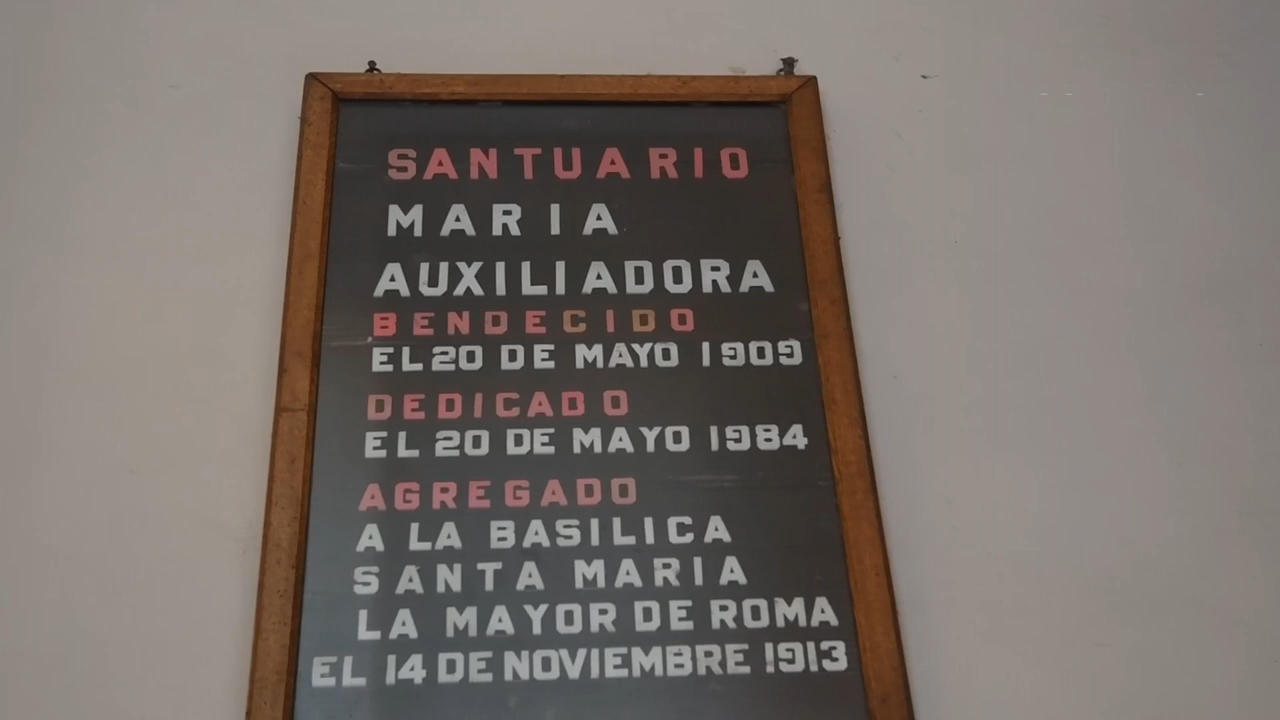 SANTUARIO
MARIA
AUXILIADORA
BENDECIDO
EL 20 DE MAYO 1909
DEDICADO
EL 20 DE MAYO 1984
AGREGADO
A LA BASILICA
SANTA MARIA
LA MAYOR DE ROMA
EL 14 DE NOVIEMBRE 1913